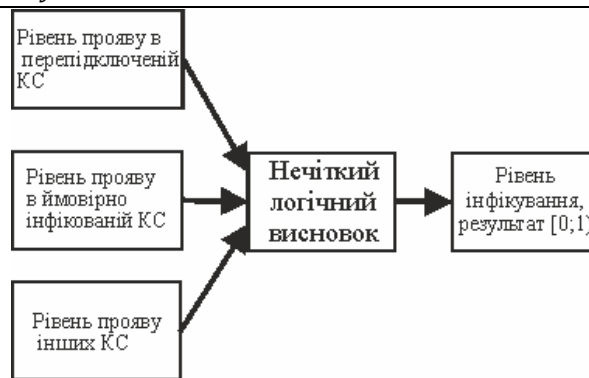 Рівень прояву в
перепідключеній
КС
Рівень прояву
в ймовірно
інфікованій КС
Рівень прояву
інших КС
Нечіткий
логічний
висновок
Рівень
інфікування,
результат [0;1)